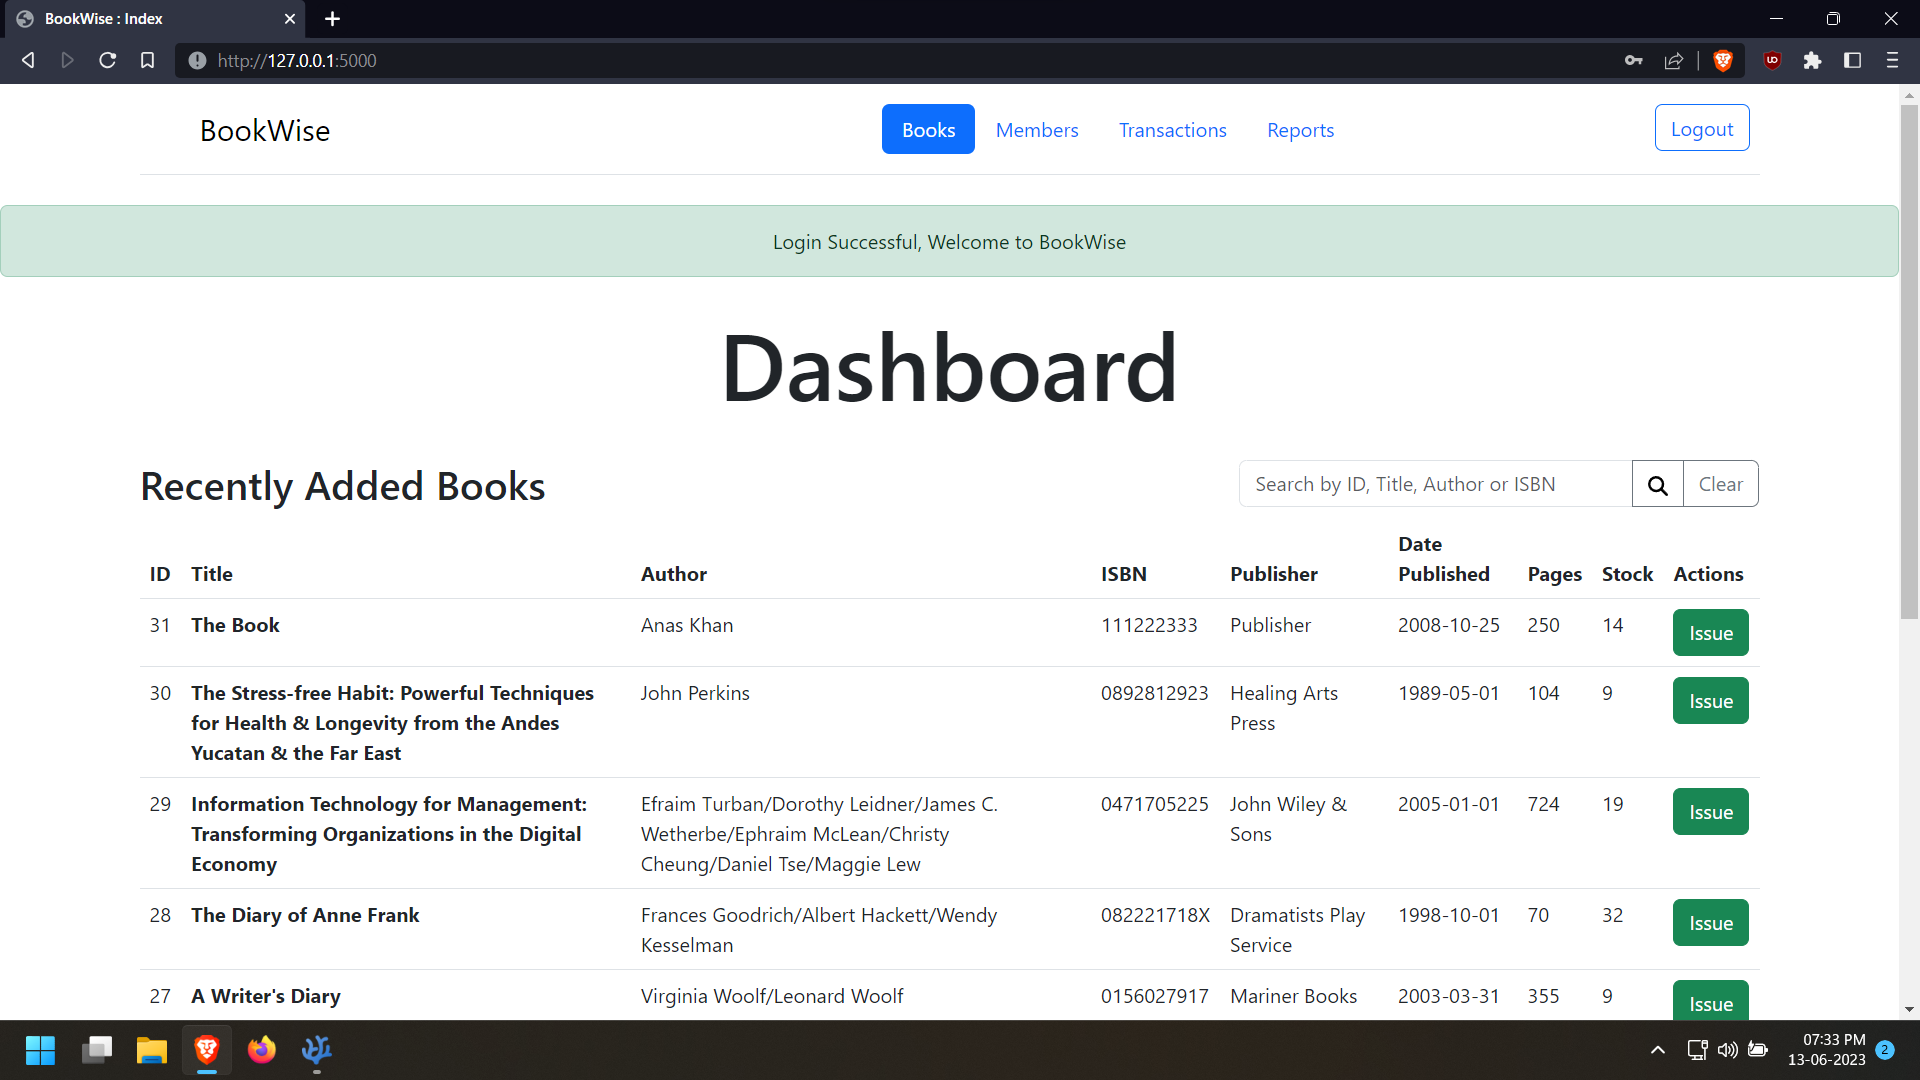 BookWise : Index
http://127.0.0.1:5000
BookWise
Books Members Transactions Reports Logout
Login Successful, Welcome to BookWise
Dashboard
Recently Added Books
Search by ID, Title, Author or ISBN Clear
ID Title Author ISBN Publisher Date Published Pages Stock Actions
31 The Book Anas Khan 111222333 Publisher 2008-10-25 250 14 Issue
30 The Stress-free Habit: Powerful Techniques John Perkins 0892812923 Healing Arts 1989-05-01 104 9 Issue
for Health & Longevity from the Andes Press
Yucatan & the Far East
29 Information Technology for Management: Efraim Turban/Dorothy Leidner/James C. 0471705225 John Wiley & 2005-01-01 724 19 Issue
Transforming Organizations in the Digital Wetherbe/Ephraim McLean/Christy Sons
Economy Cheung/Daniel Tse/Maggie Lew
28 The Diary of Anne Frank Frances Goodrich/Albert Hackett/Wendy 082221718X Dramatists Play 1998-10-01 70 32 Issue
Kesselman Service
27 A Writer's Diary Virginia Woolf/Leonard Woolf 0156027917 Mariner Books 2003-03-31 355 9 Issue
07:33 PM
13-06-2023 2